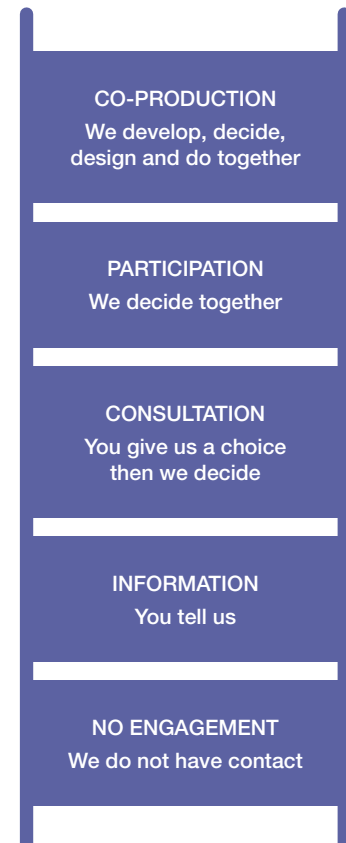 CO-PRODUCTION
We develop, decide,
design and do together
PARTICIPATION
We decide together
CONSULTATION
You give us a choice
then we decide
INFORMATION
You tell us
NO ENGAGEMENT
We do not have contact